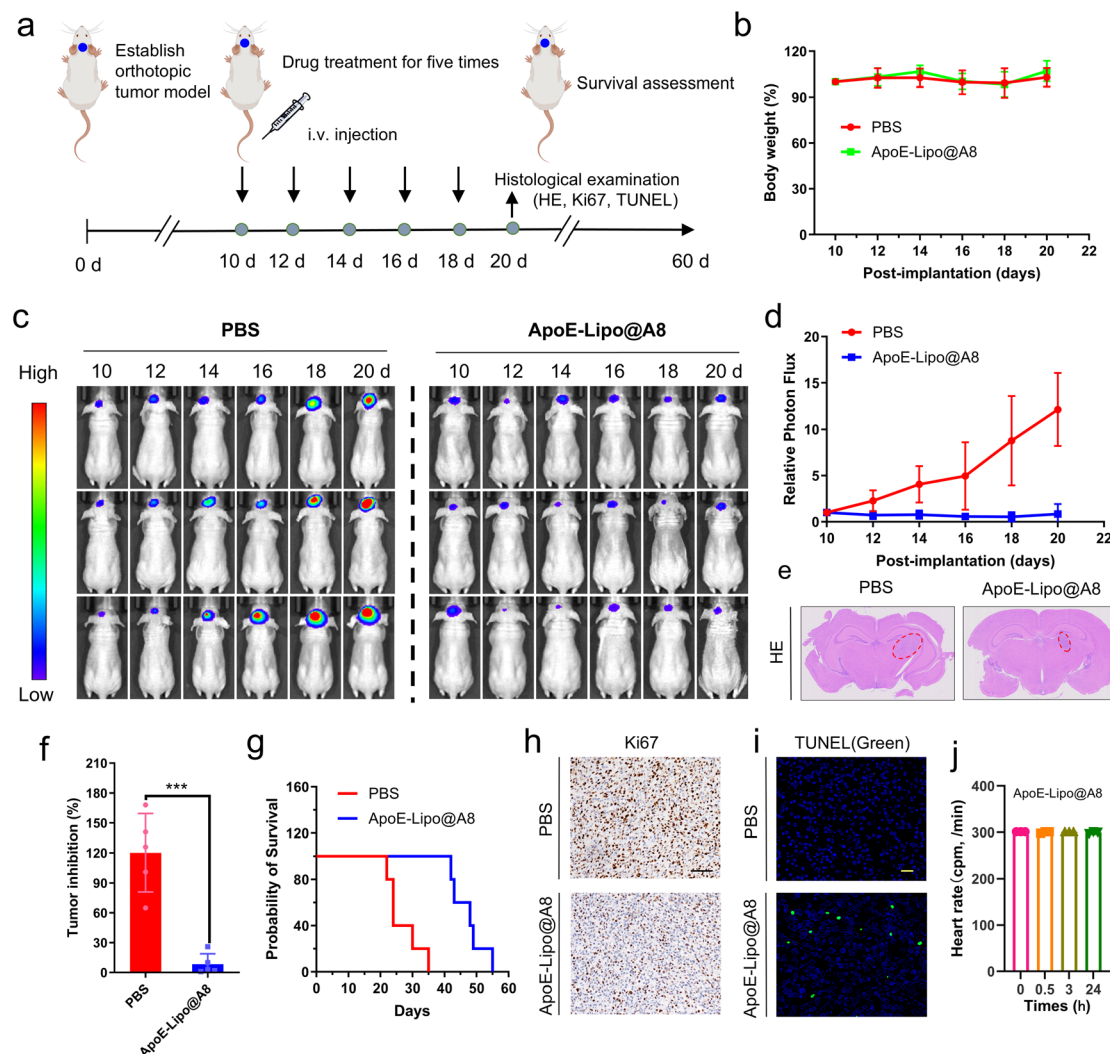 a
Establish
orthotopic
tumor model
Drug treatment for five times
i.v. injection
Survival assessment
Histological examination
(HE, Ki67, TUNEL)
0 d
10 d
12 d
14 d
16 d
18 d
20 d
60 d
b
Body weight (%)
120
80
40
0
PBS
ApoE-Lipo@A8
10 12 14 16 18 20 22
Post-implantation (days)
c
PBS
ApoE-Lipo@A8
High
Low
10 12 14 16 18 20 d
10 12 14 16 18 20 d
d
Relative Photon Flux
20
15
10
5
0
PBS
ApoE-Lipo@A8
10 12 14 16 18 20 22
Post-implantation (days)
e
PBS
ApoE-Lipo@A8
HE
f
Tumor inhibition (%)
210
180
150
120
90
60
30
0
***
PBS
ApoE-Lipo@A8
g
Probability of Survival
160
120
80
40
0
PBS
ApoE-Lipo@A8
0 10 20 30 40 50 60
Days
h
Ki67
PBS
ApoE-Lipo@A8
i
TUNEL(Green)
PBS
ApoE-Lipo@A8
j
Heart rate (cpm, /min)
400
300
200
100
0
ApoE-Lipo@A8
0 0.5 3 24
Times (h)